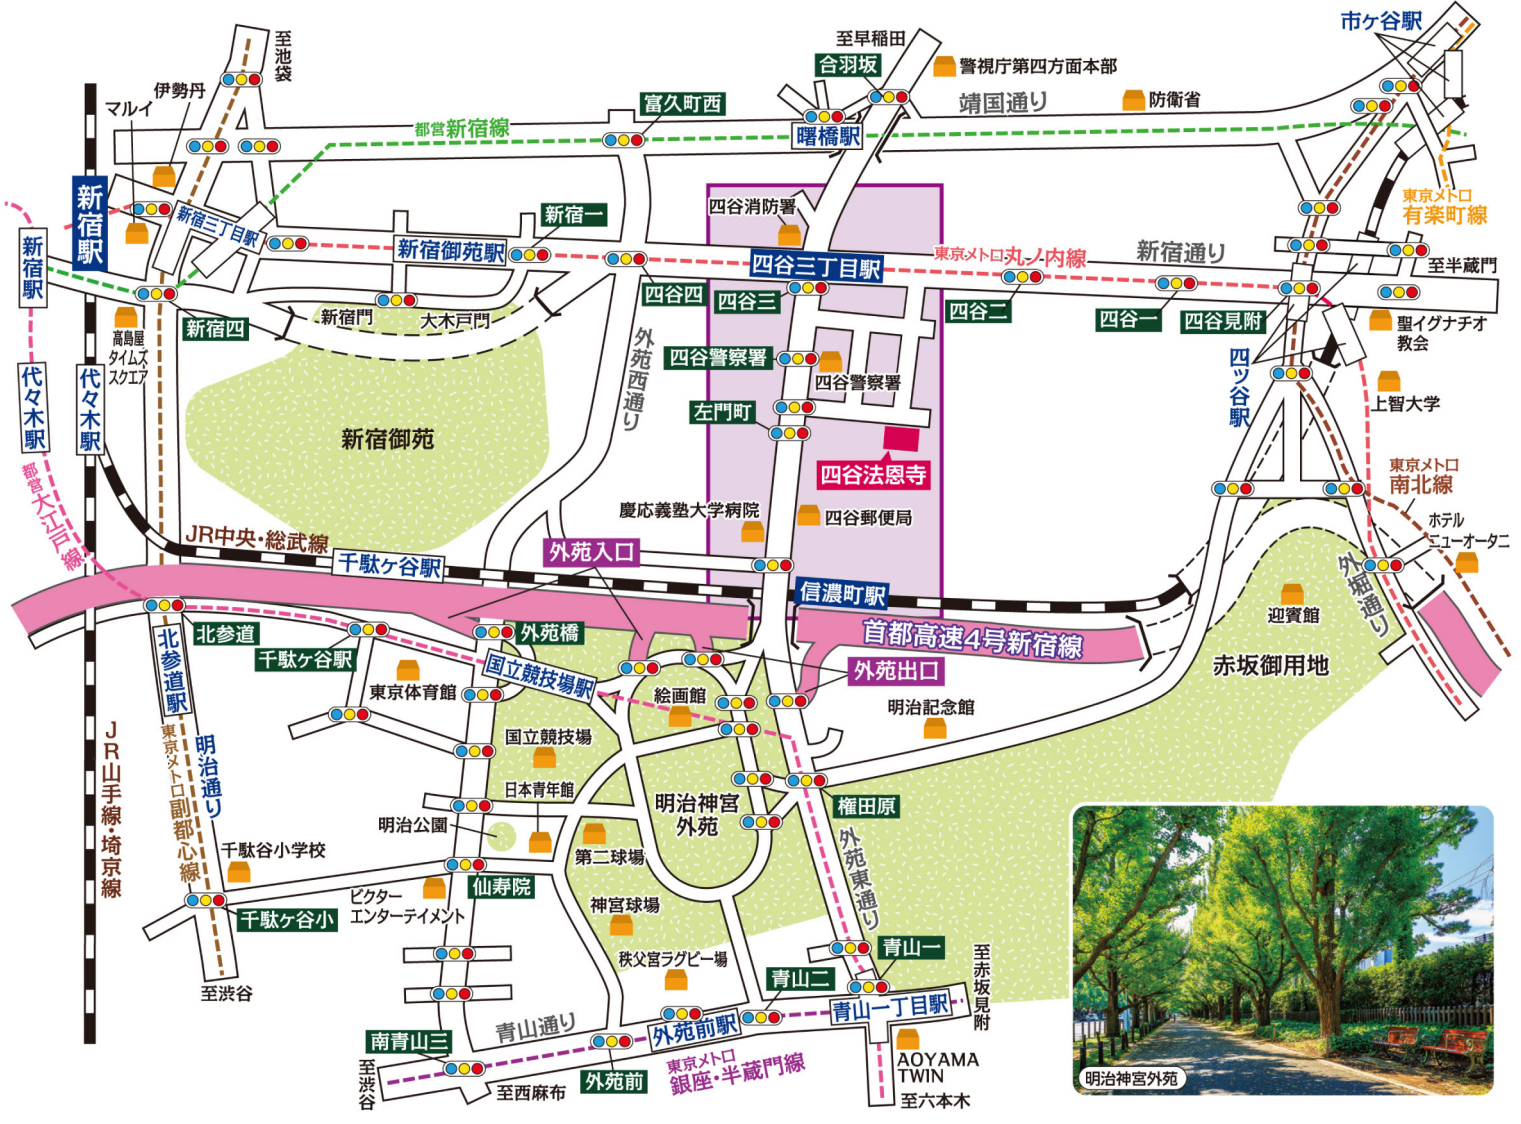 市ヶ谷駅
至池袋
至早稲田
合羽坂
警視庁第四方面本部
伊勢丹
マルイ
富久町西
靖国通り
防衛省
都営新宿線
曙橋駅
新宿駅
四谷消防署
東京メトロ
有楽町線
新宿三丁目駅
新宿一
新宿駅
新宿御苑駅
四谷三丁目駅
東京メトロ丸ノ内線
新宿通り
至半蔵門
四谷四
四谷三
四谷二
四谷一
四谷見附
新宿四
新宿門
大木戸門
聖イグナチオ
教会
高島屋
タイムズ
スクエア
外苑西通り
四谷警察署
四谷警察署
四ツ谷駅
代々木駅
代々木駅
左門町
上智大学
新宿御苑
四谷法恩寺
東京メトロ
南北線
都営大江戸線
慶応義塾大学病院
四谷郵便局
ホテル
ニューオータニ
JR中央・総武線
千駄ヶ谷駅
外苑入口
信濃町駅
外堀通り
迎賓館
北参道
外苑橋
首都高速4号新宿線
千駄ヶ谷駅
北参道駅
国立競技場駅
外苑出口
赤坂御用地
東京体育館
絵画館
明治記念館
JR山手線・埼京線
東京メトロ副都心線
明治通り
国立競技場
日本青年館
明治神宮
外苑
権田原
明治公園
外苑東通り
千駄谷小学校
第二球場
ビクター
エンターテイメント
仙寿院
千駄ヶ谷小
神宮球場
秩父宮ラグビー場
青山一
青山二
至赤坂見附
至渋谷
青山通り
外苑前駅
青山一丁目駅
南青山三
至渋谷
至西麻布
外苑前
東京メトロ
銀座・半蔵門線
AOYAMA
TWIN
至六本木
明治神宮外苑